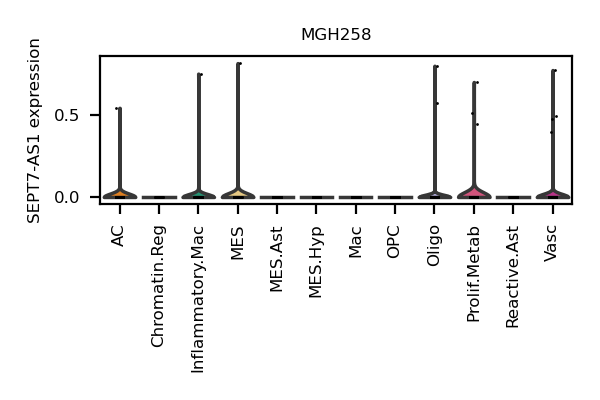 MGH258
SEPT7-AS1 expression
0.5
0.0
AC
Chromatin.Reg
Inflammatory.Mac
MES
MES.Ast
MES.Hyp
Mac
OPC
Oligo
Prolif.Metab
Reactive.Ast
Vasc